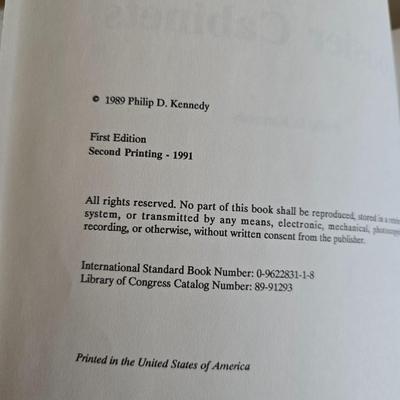 © 1989 Philip D. Kennedy
First Edition
Second Printing - 1991
All rights reserved. No part of this book shall be reproduced, stored in a
system, or transmitted by any means, electronic, mechanical,
recording, or otherwise, without written consent from the publisher.
International Standard Book Number: 0-9622831-1-8
Library of Congress Catalog Number: 89-91293
Printed in the United States of America